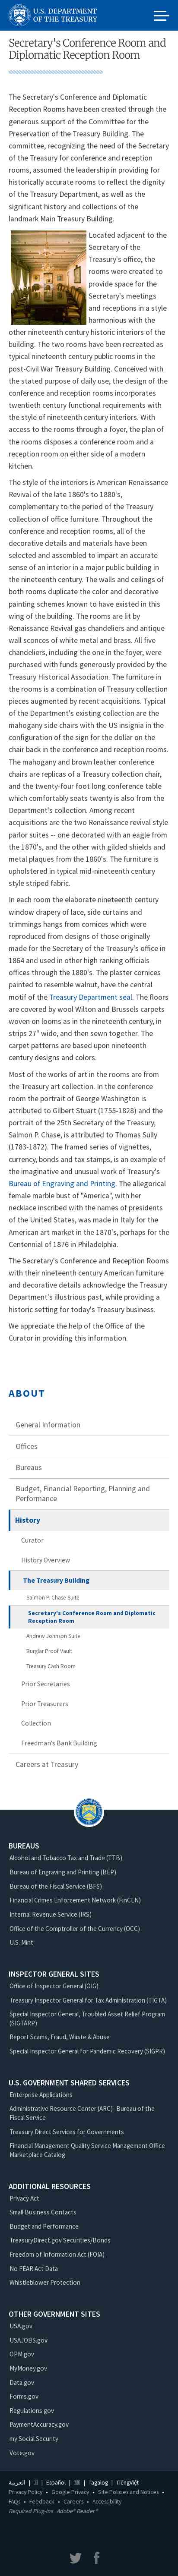 U.S. DEPARTMENT
OF THE TREASURY
Secretary's Conference Room and
Diplomatic Reception Room
The Secretary's Conference and Diplomatic
Reception Rooms have been created through the
generous support of the Committee for the
Preservation of the Treasury Building. The
committee, recognizing the need of the Secretary
of the Treasury for conference and reception
rooms, assumed the leadership in providing for
historically accurate rooms to reflect the dignity
of the Treasury Department, as well as the
significant history and collections of the
landmark Main Treasury Building.
Located adjacent to the
Secretary of the
Treasury's office, the
rooms were executed to
provide space for the
Secretary's meetings
and receptions in a style
harmonious with the
other nineteenth century historic interiors of the
building. The two rooms have been recreated as
typical nineteenth century public rooms in the
post-Civil War Treasury Building. Conceived with
the dual purpose of daily use, the design of the
conference and reception rooms incorporates
twentieth century functional requirements with
the style of nineteenth century interiors. With
access to the rooms through a foyer, the plan of
the rooms disposes a conference room and a
reception room, on either side of a modern
kitchen.
The style of the interiors is American Renaissance
Revival of the late 1860's to 1880's,
complementary to the period of the Treasury
collection of office furniture. Throughout the
conference and reception rooms, all of the
decorative details and materials have been
selected and assembled to impart an accurate
sense of an interior in a major public building in
the nineteenth century. The walls and ceilings of
both rooms duplicate the color and decorative
painting schemes known to have existed in this
wing of the building. The rooms are lit by
Renaissance Revival gas chandeliers and antique
wall sconces of white metal and brass. All five
chandeliers, including the one in the foyer, were
generously provided for the Treasury by the
Treasury Historical Association. The furniture in
the rooms is a combination of Treasury collection
pieces augmented by recent acquisitions. Typical
of the Department's existing collection are the
mahogany side chairs with the US insignia in the
configuration of the sign for the dollar on the
chair back in the conference and reception rooms.
The mahogany and brown leather conference
chairs are replicas of a Treasury collection chair,
and the twenty-four foot long conference table
which comfortably seats twenty-two was also
reproduced from an antique table from the
Department's collection. Among recent
acquisitions are the two Renaissance revival style
parlor suites -- one decorated with an eagle from
the 1870's, and the other with gilded shields and
metal plaques from the 1860's. The furniture is
upholstered in typical mid-nineteenth century
style fabric.
In each room the elaborate nineteenth century
window drapery of lace, side curtains and
trimmings hung from gilded cornices were
reproduced from designs of those originally
made for the Secretary of the Treasury's office in
1864 and used in other high ranking officials
offices through the 1880's. The gilded cornices
painted to resemble walnut, have as their central
motif of the Treasury Department seal. The floors
are covered by wool Wilton and Brussels carpets
woven on looms as in the nineteenth century, in
strips 27" wide, then sewn to each other. The
carpet patterns are based upon nineteenth
century designs and colors.
Most of the works of art in the rooms are from
the Treasury art collection. In the interior end
wall of each room the portrait of George Washington is
attributed to Gilbert Stuart (1755-1828) and that
of the 25th Secretary of the Treasury,
Salmon P. Chase, is attributed to Thomas Sully
(1783-1872). The framed series of vignettes,
currency, bonds and tax stamps, is an example of
the imaginative and unusual work of Treasury's
Bureau of Engraving and Printing. The allegorical
female marble bust of "America", with her
necklace inscribed with the names of presidents
of the United States, was made in Italy for the
American art market in the 1870's, perhaps for the
Centennial of 1876 in Philadelphia.
The Secretary's Conference and Reception Rooms
with their nineteenth century American furniture
and decorative details acknowledge the Treasury
Department's illustrious past, while providing a
historic setting for today's Treasury business.
We appreciate the help of the Office of the
Curator in providing this information.
ABOUT
General Information
Offices
Bureaus
Budget, Financial Reporting, Planning and
Performance
History
Curator
History Overview
The Treasury Building
Salmon P. Chase Suite
Secretary's Conference Room and Diplomatic
Reception Room
Andrew Johnson Suite
Burglar Proof Vault
Treasury Cash Room
Prior Secretaries
Prior Treasurers
Collection
Freedman's Bank Building
Careers at Treasury
BUREAUS
Alcohol and Tobacco Tax and Trade (TTB)
Bureau of Engraving and Printing (BEP)
Bureau of the Fiscal Service (BFS)
Financial Crimes Enforcement Network (FinCEN)
Internal Revenue Service (IRS)
Office of the Comptroller of the Currency (OCC)
U.S. Mint
INSPECTOR GENERAL SITES
Office of Inspector General (OIG)
Treasury Inspector General for Tax Administration (TIGTA)
Special Inspector General, Troubled Asset Relief Program
(SIGTARP)
Report Scams, Fraud, Waste & Abuse
Special Inspector General for Pandemic Recovery (SIGPR)
U.S. GOVERNMENT SHARED SERVICES
Enterprise Applications
Administrative Resource Center (ARC)- Bureau of the
Fiscal Service
Treasury Direct Services for Governments
Financial Management Quality Service Management Office
Marketplace Catalog
ADDITIONAL RESOURCES
Privacy Act
Small Business Contacts
Budget and Performance
TreasuryDirect.gov Securities/Bonds
Freedom of Information Act (FOIA)
No FEAR Act Data
Whistleblower Protection
OTHER GOVERNMENT SITES
USA.gov
USAJOBS.gov
OPM.gov
MyMoney.gov
Data.gov
Forms.gov
Regulations.gov
PaymentAccuracy.gov
my Social Security
Vote.gov
العربية | | Español | | Tagalog | TiếngViệt
Privacy Policy • Google Privacy • Site Policies and Notices •
FAQs • Feedback • Careers • Accessibility
Required Plug-ins Adobe® Reader®